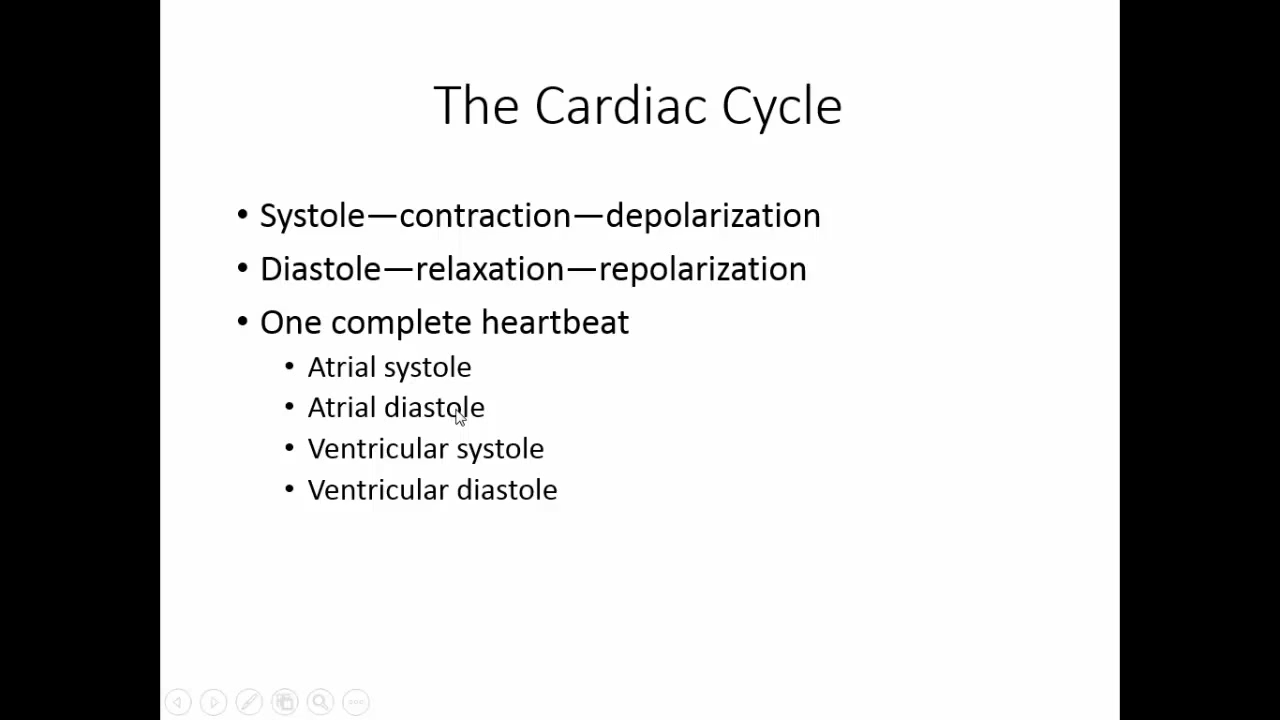 The Cardiac Cycle
• Systole—contraction—depolarization
• Diastole—relaxation—repolarization
• One complete heartbeat
• Atrial systole
• Atrial diastole
• Ventricular systole
• Ventricular diastole